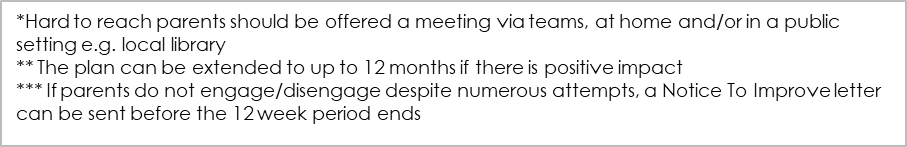 *Hard to reach parents should be offered a meeting via teams, at home and/or in a public
setting e.g. local library
** The plan can be extended to up to 12 months if there is positive impact
*** If parents do not engage/disengage despite numerous attempts, a Notice To Improve letter
can be sent before the 12 week period ends